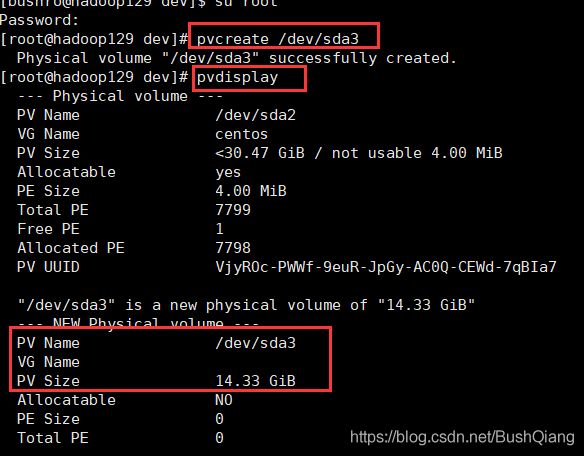 [bushro@hadoop129 dev]$ su root
Password:
[root@hadoop129 dev]# pvcreate /dev/sda3
Physical volume "/dev/sda3" successfully created.
[root@hadoop129 dev]# pvdisplay
--- Physical volume ---
PV Name /dev/sda2
VG Name centos
PV Size <30.47 GiB / not usable 4.00 MiB
Allocatable yes
PE Size 4.00 MiB
Total PE 7799
Free PE 1
Allocated PE 7798
PV UUID VjyROc-PWWf-9euR-JpGy-AC0Q-CEWd-7qBIa7
"/dev/sda3" is a new physical volume of "14.33 GiB"
--- NEW Physical volume ---
PV Name /dev/sda3
VG Name
PV Size 14.33 GiB
Allocatable NO
PE Size 0
Total PE 0
https://blog.csdn.net/BushQiang